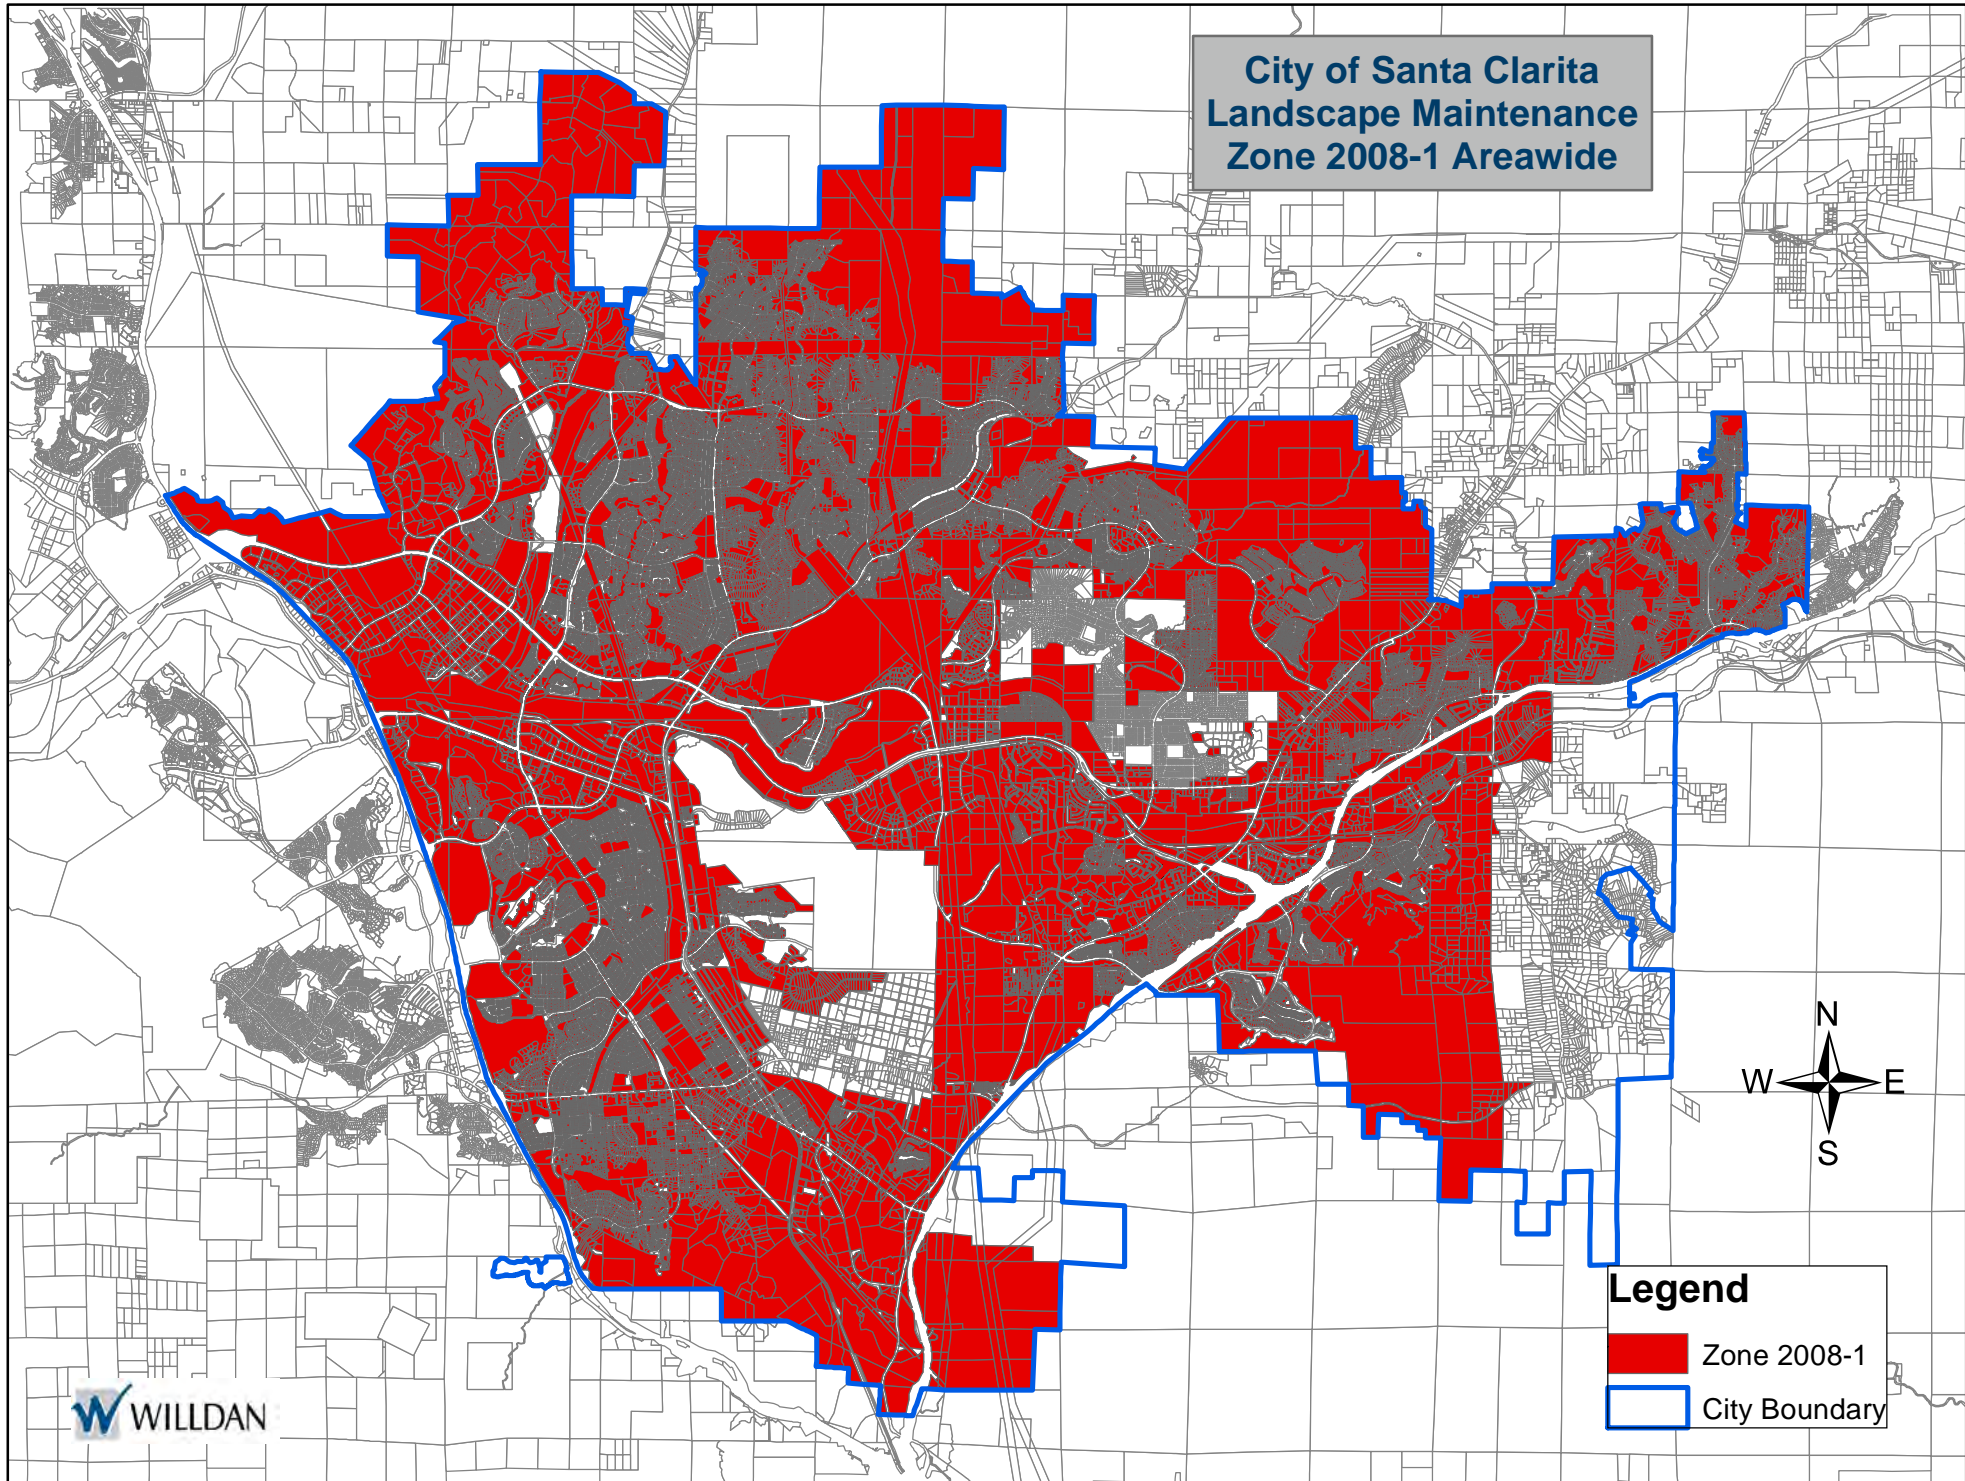 City of Santa Clarita
Landscape Maintenance
Zone 2008-1 Areawide
N
W E
S
Legend
Zone 2008-1
City Boundary
W WILLDAN